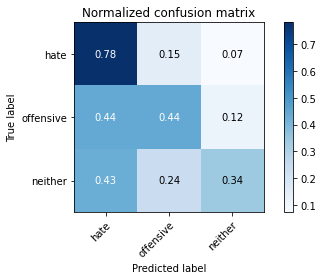 Normalized confusion matrix
True label
hate
0.78 0.15 0.07
offensive
0.44 0.44 0.12
neither
0.43 0.24 0.34
hate offensive neither
Predicted label
0.7
0.6
0.5
0.4
0.3
0.2
0.1